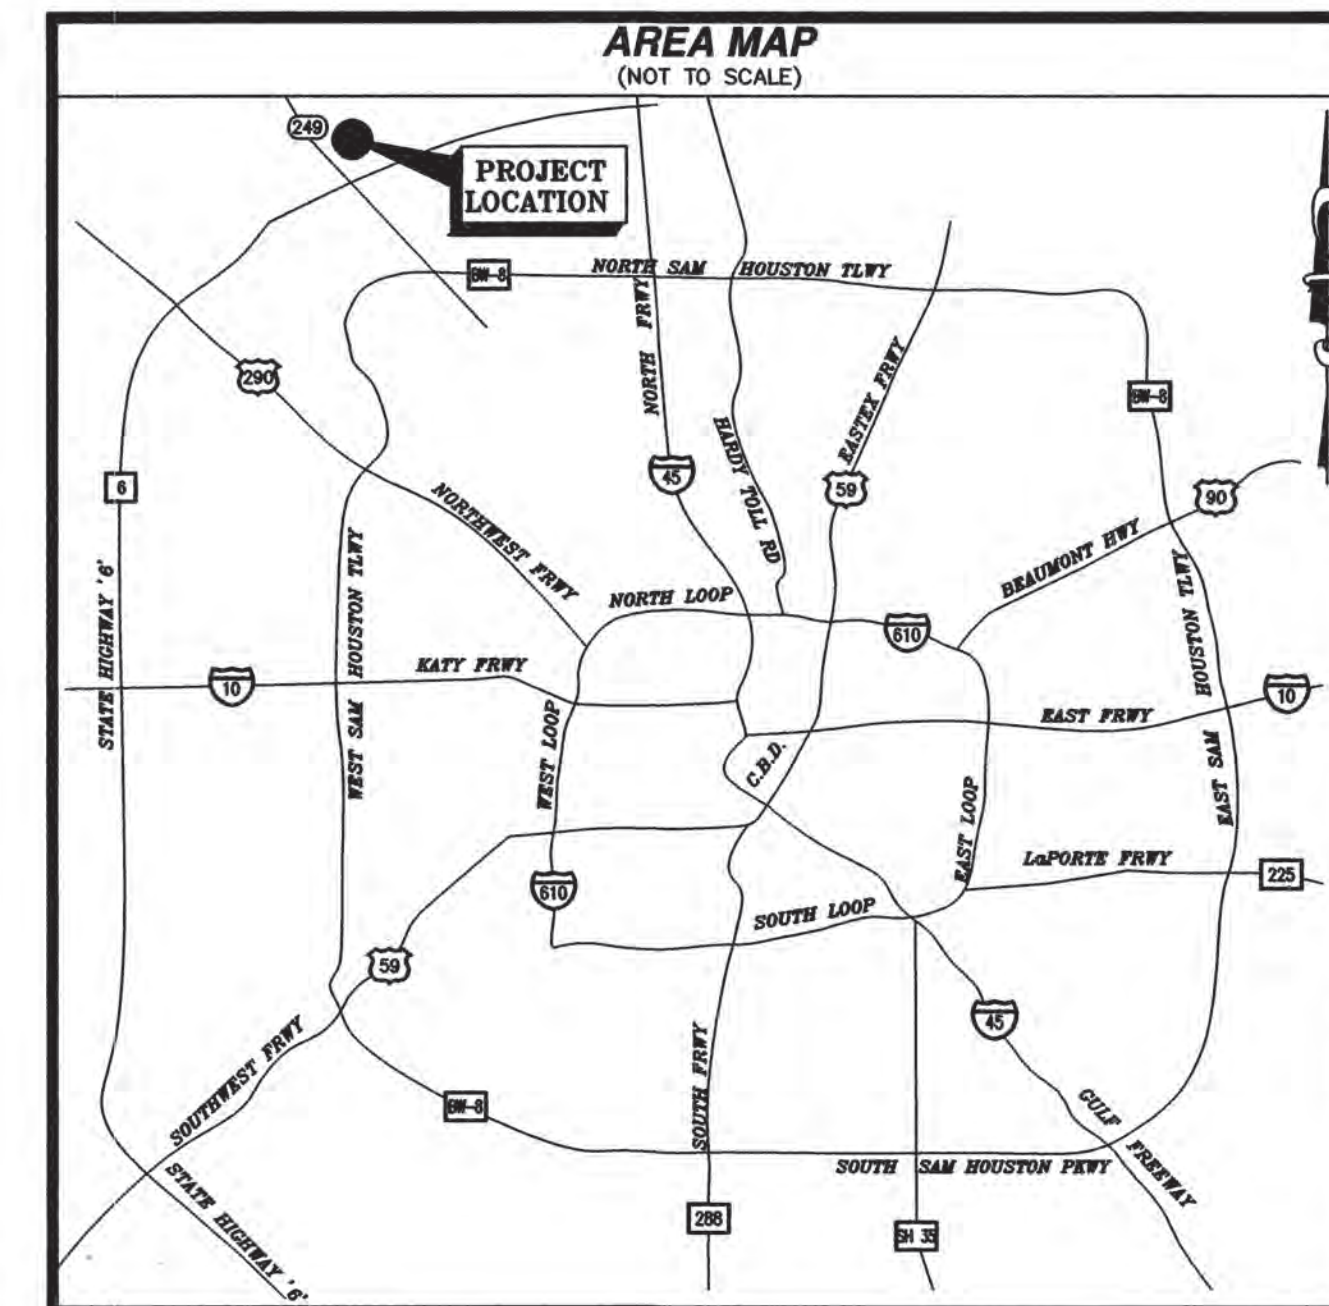 AREA MAP
(NOT TO SCALE)
249
PROJECT
LOCATION
BW-8
NORTH SAM HOUSTON TLWY
NORTH FRWY
290
EASTEX FRWY
BW-8
HARDY TOLL RD
45
59
6
90
NORTHWEST FRWY
BEAUMONT HWY
WEST SAM HOUSTON TLWY
EAST SAM HOUSTON TLWY
STATE HIGHWAY '6'
NORTH LOOP
610
KATY FRWY
10
10
EAST FRWY
WEST LOOP
C.B.D.
EAST LOOP
LaPORTE FRWY
225
610
SOUTH LOOP
59
45
SOUTHWEST FRWY
SOUTH FRWY
BW-8
GULF FREEWAY
SOUTH SAM HOUSTON PKWY
STATE HIGHWAY '6'
288
SH 35